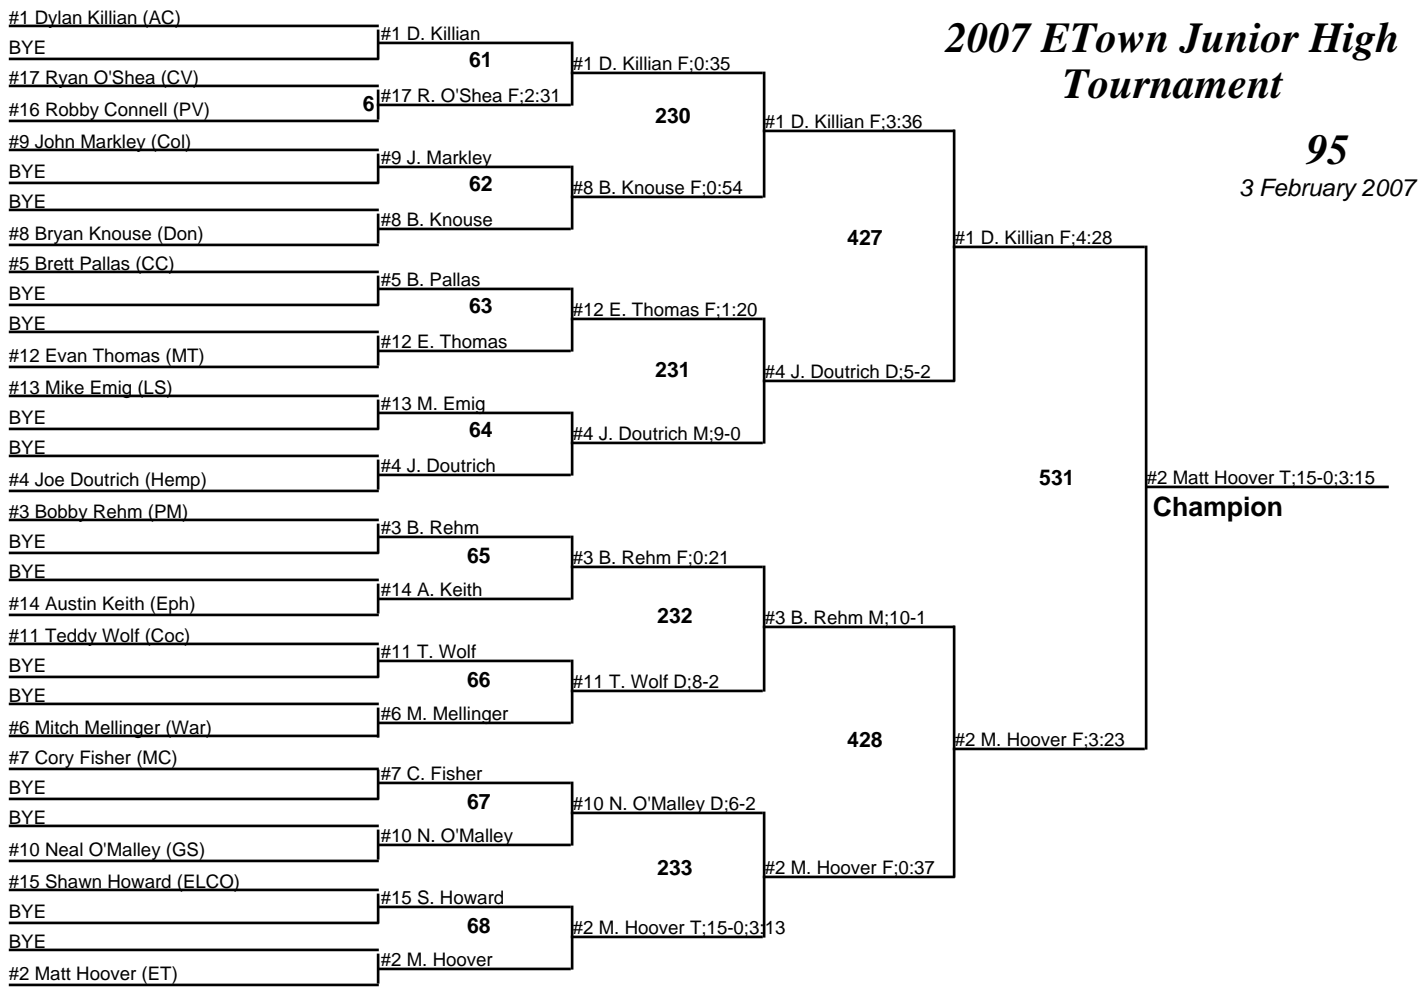 2007 ETown Junior High
Tournament
95
3 February 2007
#1 Dylan Killian (AC)
BYE
#17 Ryan O'Shea (CV)
#16 Robby Connell (PV)
#9 John Markley (Col)
BYE
BYE
#8 Bryan Knouse (Don)
#5 Brett Pallas (CC)
BYE
BYE
#12 Evan Thomas (MT)
#13 Mike Emig (LS)
BYE
BYE
#4 Joe Doutrich (Hemp)
#3 Bobby Rehm (PM)
BYE
BYE
#14 Austin Keith (Eph)
#11 Teddy Wolf (Coc)
BYE
BYE
#6 Mitch Mellinger (War)
#7 Cory Fisher (MC)
BYE
BYE
#10 Neal O'Malley (GS)
#15 Shawn Howard (ELCO)
BYE
BYE
#2 Matt Hoover (ET)
6
#1 D. Killian
61
#17 R. O'Shea F;2:31
#9 J. Markley
62
#8 B. Knouse
#5 B. Pallas
63
#12 E. Thomas
#13 M. Emig
64
#4 J. Doutrich
#3 B. Rehm
65
#14 A. Keith
#11 T. Wolf
66
#6 M. Mellinger
#7 C. Fisher
67
#10 N. O'Malley
#15 S. Howard
68
#2 M. Hoover
#1 D. Killian F;0:35
230
#8 B. Knouse F;0:54
#12 E. Thomas F;1:20
231
#4 J. Doutrich M;9-0
#3 B. Rehm F;0:21
232
#11 T. Wolf D;8-2
#10 N. O'Malley D;6-2
233
#2 M. Hoover T;15-0;3:13
#1 D. Killian F;3:36
427
#4 J. Doutrich D;5-2
#3 B. Rehm M;10-1
428
#2 M. Hoover F;0:37
#1 D. Killian F;4:28
531
#2 M. Hoover F;3:23
#2 Matt Hoover T;15-0;3:15
Champion